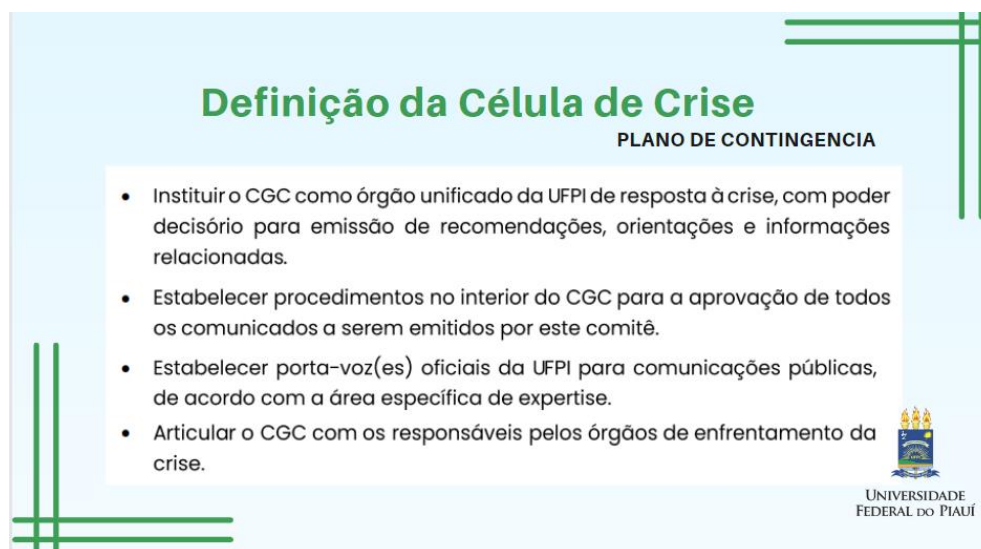 Definição da Célula de Crise
PLANO DE CONTINGENCIA
• Instituir o CGC como órgão unificado da UFPI de resposta à crise, com poder
decisório para emissão de recomendações, orientações e informações
relacionadas.
• Estabelecer procedimentos no interior do CGC para a aprovação de todos
os comunicados a serem emitidos por este comitê.
• Estabelecer porta-voz(es) oficiais da UFPI para comunicações públicas,
de acordo com a área específica de expertise.
• Articular o CGC com os responsáveis pelos órgãos de enfrentamento da
crise.
UNIVERSIDADE
FEDERAL DO PIAUÍ